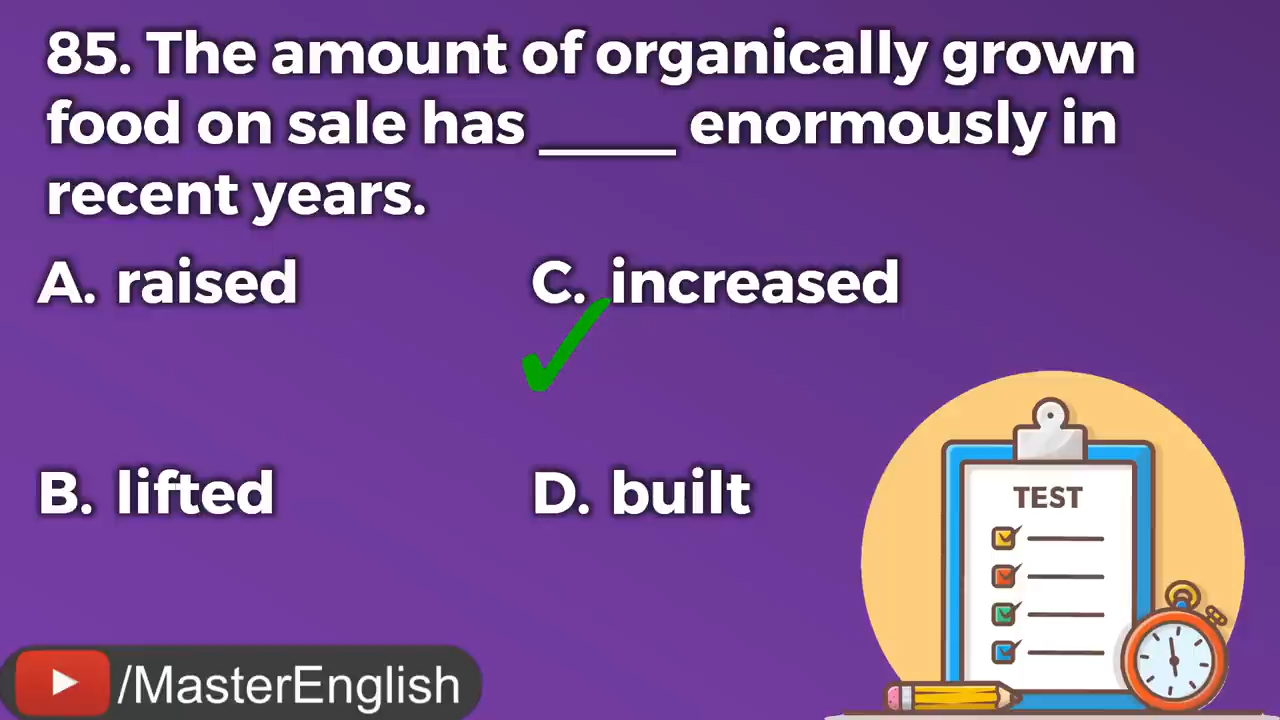 85. The amount of organically grown
food on sale has _____ enormously in
recent years.
A. raised
C. increased
B. lifted
D. built
TEST
/MasterEnglish